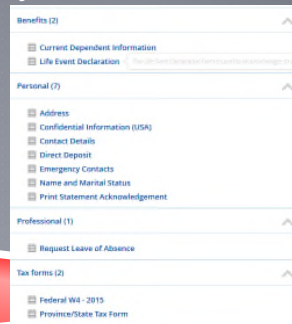 Benefits (2)
Current Dependent Information
Life Event Declaration
Personal (7)
Address
Confidential Information (USA)
Contact Details
Direct Deposit
Emergency Contacts
Name and Marital Status
Print Statement Acknowledgement
Professional (1)
Request Leave of Absence
Tax forms (2)
Federal W4 - 2015
Province/State Tax Form